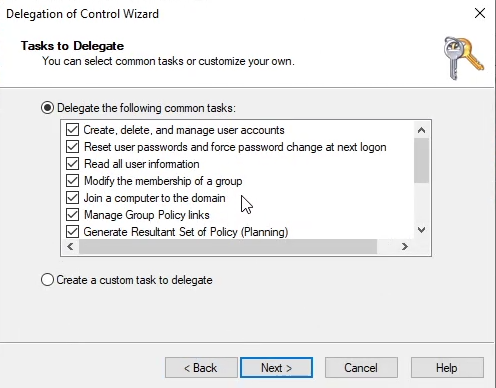 Delegation of Control Wizard
Tasks to Delegate
You can select common tasks or customize your own.
Delegate the following common tasks:
Create, delete, and manage user accounts
Reset user passwords and force password change at next logon
Read all user information
Modify the membership of a group
Join a computer to the domain
Manage Group Policy links
Generate Resultant Set of Policy (Planning)
Create a custom task to delegate
< Back
Next >
Cancel
Help